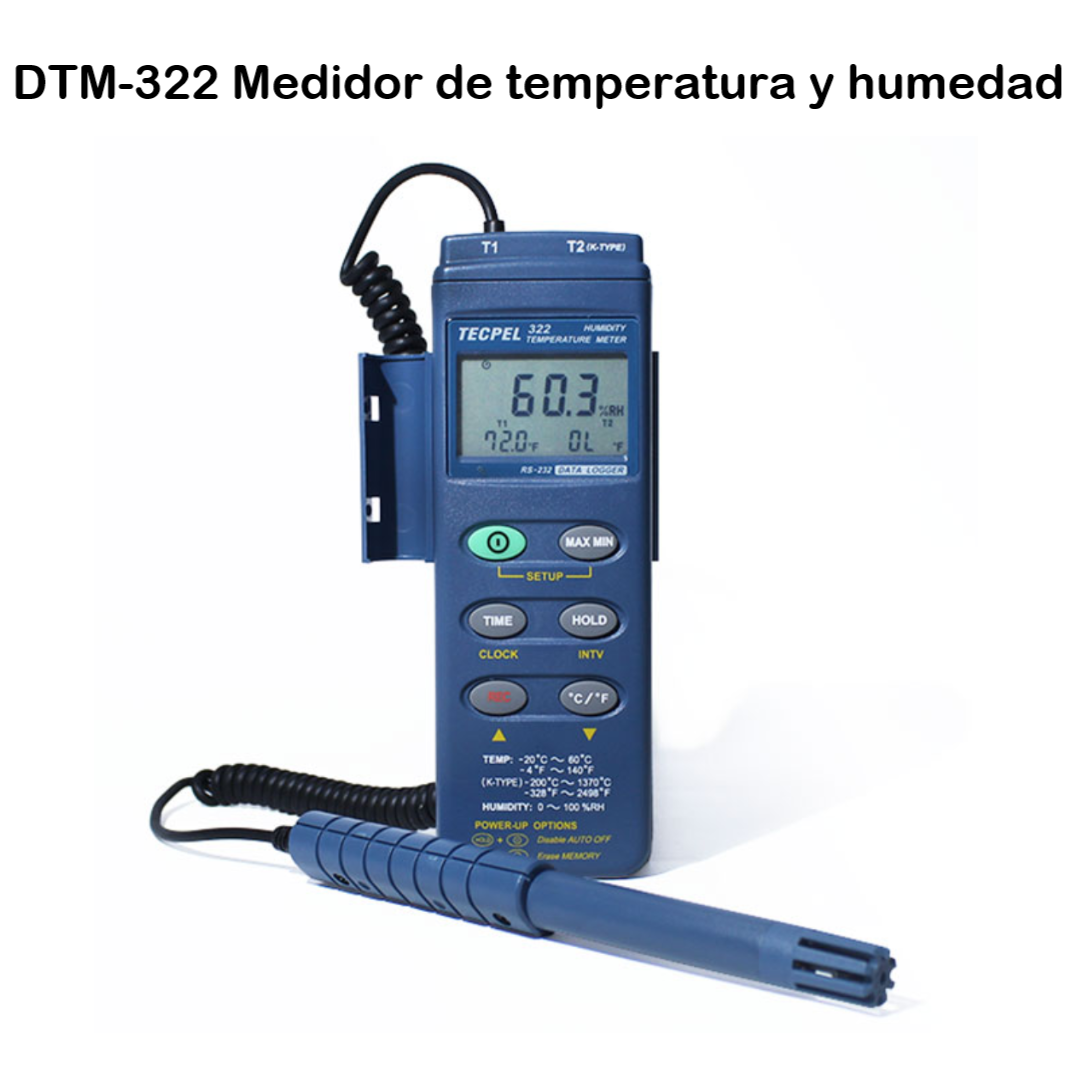 DTM-322 Medidor de temperatura y humedad
T1 T2 (K-TYPE)
TECPEL 322 HUMIDITY
TEMPERATURE METER
60.3 %RH
T1 T2
72.0°F OL °F
RS-232 DATA LOGGER
MAX MIN
SETUP
TIME HOLD
CLOCK INTV
REC °C/°F
TEMP: -20°C ~ 60°C
-4°F ~ 140°F
(K-TYPE) -200°C ~ 1370°C
-328°F ~ 2498°F
HUMIDITY: 0 ~ 100 %RH
POWER-UP OPTIONS
HOLD + Disable AUTO OFF
Erase MEMORY